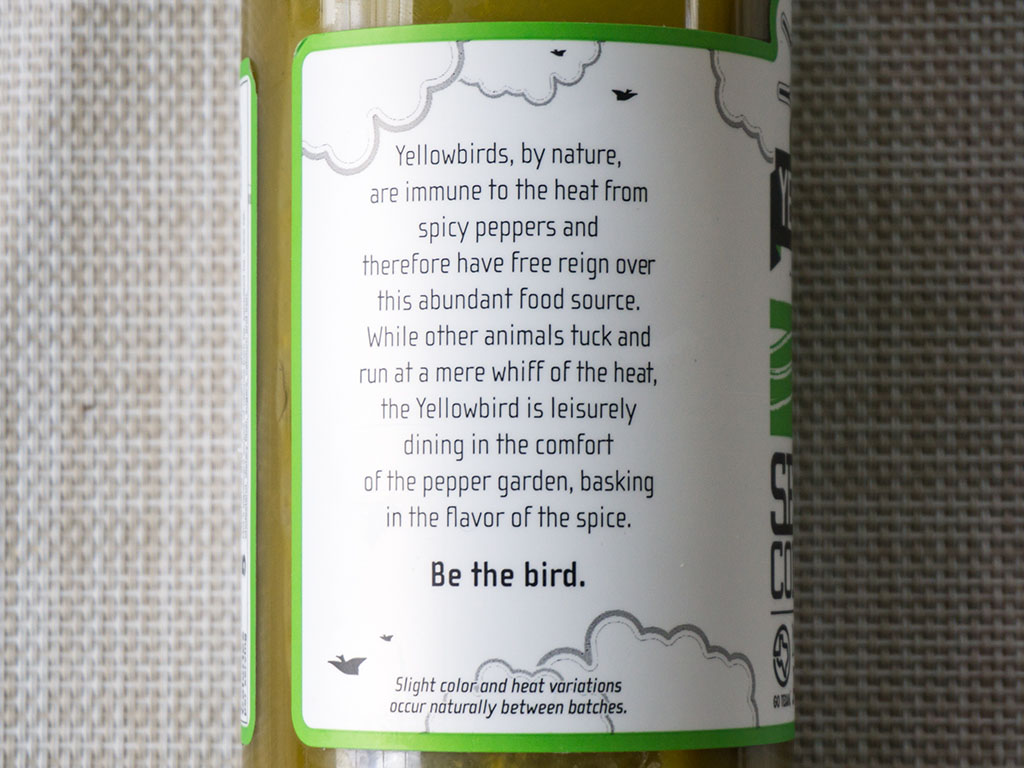 Yellowbirds, by nature,
are immune to the heat from
spicy peppers and
therefore have free reign over
this abundant food source.
While other animals tuck and
run at a mere whiff of the heat,
the Yellowbird is leisurely
dining in the comfort
of the pepper garden, basking
in the flavor of the spice.
Be the bird.
Slight color and heat variations
occur naturally between batches.